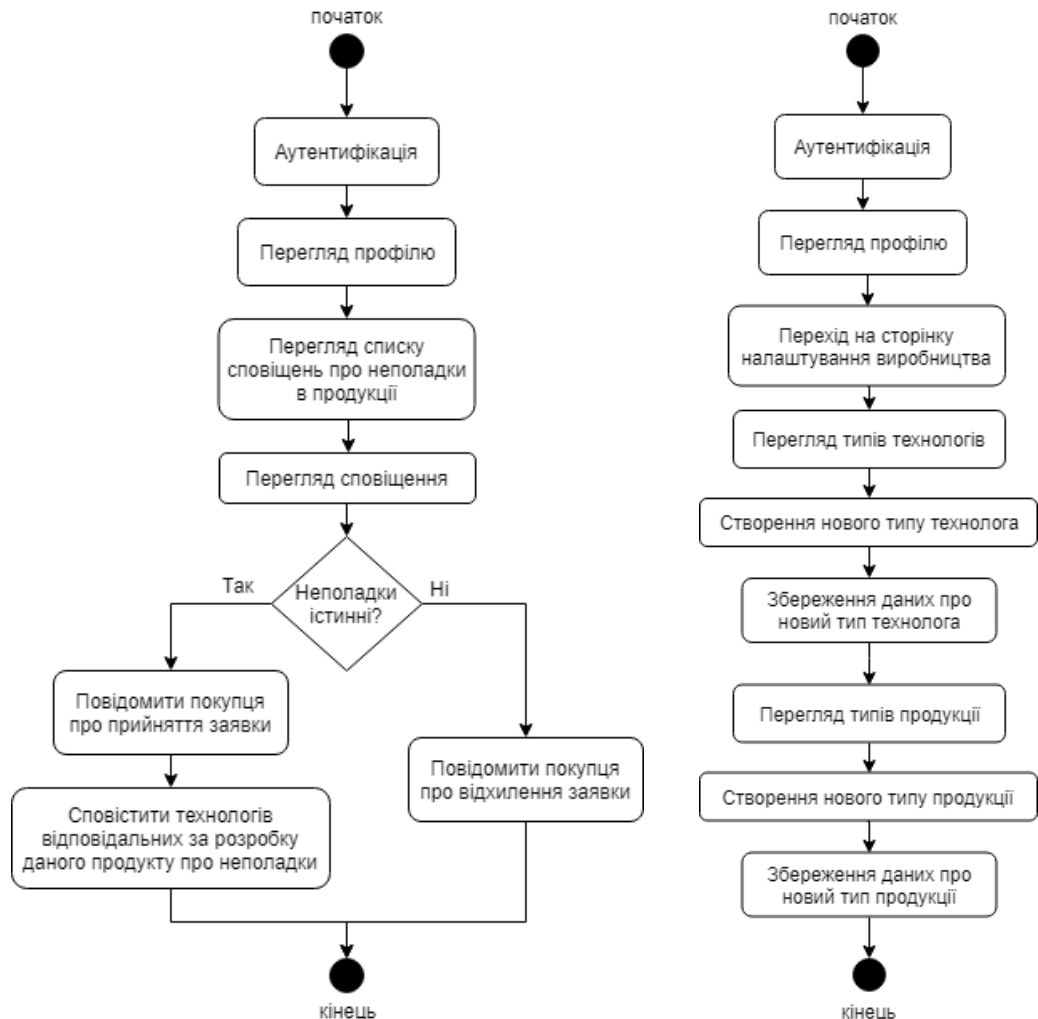 початок
Аутентифікація
Перегляд профілю
Перегляд списку
сповіщень про неполадки
в продукції
Перегляд сповіщення
Неполадки
істинні?
Так
Ні
Повідомити покупця
про прийняття заявки
Сповістити технологів
відповідальних за розробку
даного продукту про неполадки
Повідомити покупця
про відхилення заявки
кінець
початок
Аутентифікація
Перегляд профілю
Перехід на сторінку
налаштування виробництва
Перегляд типів технологів
Створення нового типу технолога
Збереження даних про
новий тип технолога
Перегляд типів продукції
Створення нового типу продукції
Збереження даних про
новий тип продукції
кінець